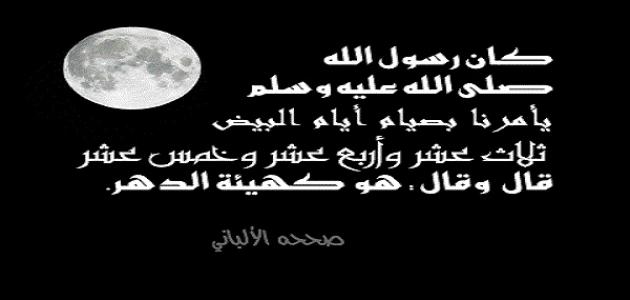 كان رسول الله
صلى الله عليه وسلم
يأمرنا بصيام أيام البيض
ثلاث عشر وأربع عشر وخمس عشر
قال وقال : هو كهيئة الدهر.
صححه الألباني